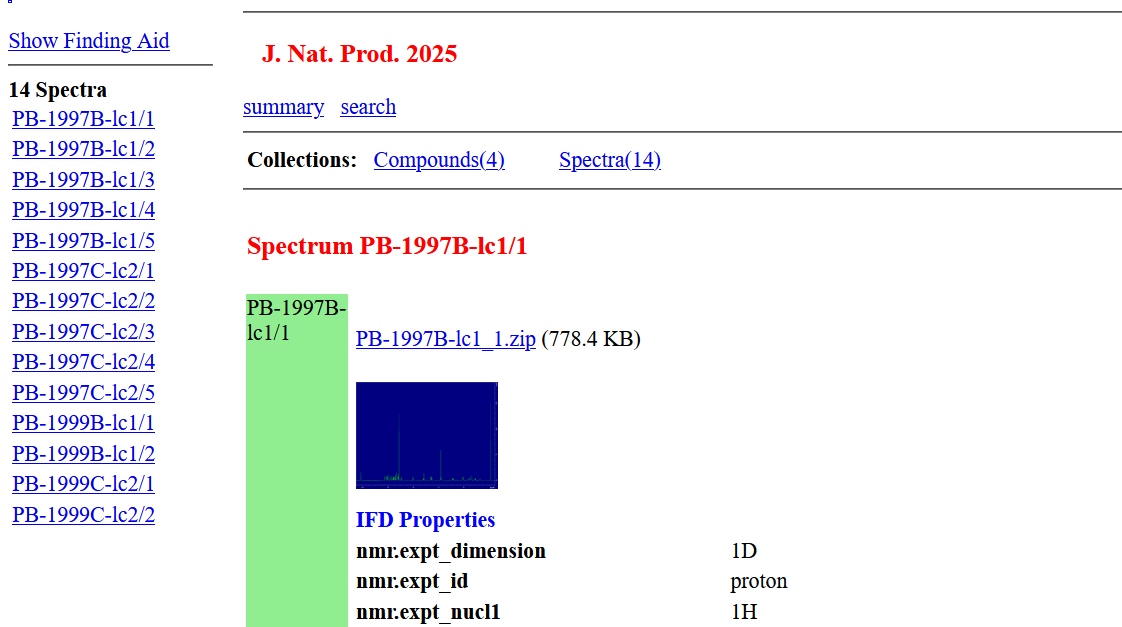 Show Finding Aid
14 Spectra
PB-1997B-lc1/1
PB-1997B-lc1/2
PB-1997B-lc1/3
PB-1997B-lc1/4
PB-1997B-lc1/5
PB-1997C-lc2/1
PB-1997C-lc2/2
PB-1997C-lc2/3
PB-1997C-lc2/4
PB-1997C-lc2/5
PB-1999B-lc1/1
PB-1999B-lc1/2
PB-1999C-lc2/1
PB-1999C-lc2/2
J. Nat. Prod. 2025
summary search
Collections: Compounds(4) Spectra(14)
Spectrum PB-1997B-lc1/1
PB-1997B-
lc1/1
PB-1997B-lc1_1.zip (778.4 KB)
IFD Properties
nmr.expt_dimension 1D
nmr.expt_id proton
nmr.expt_nucl1 1H